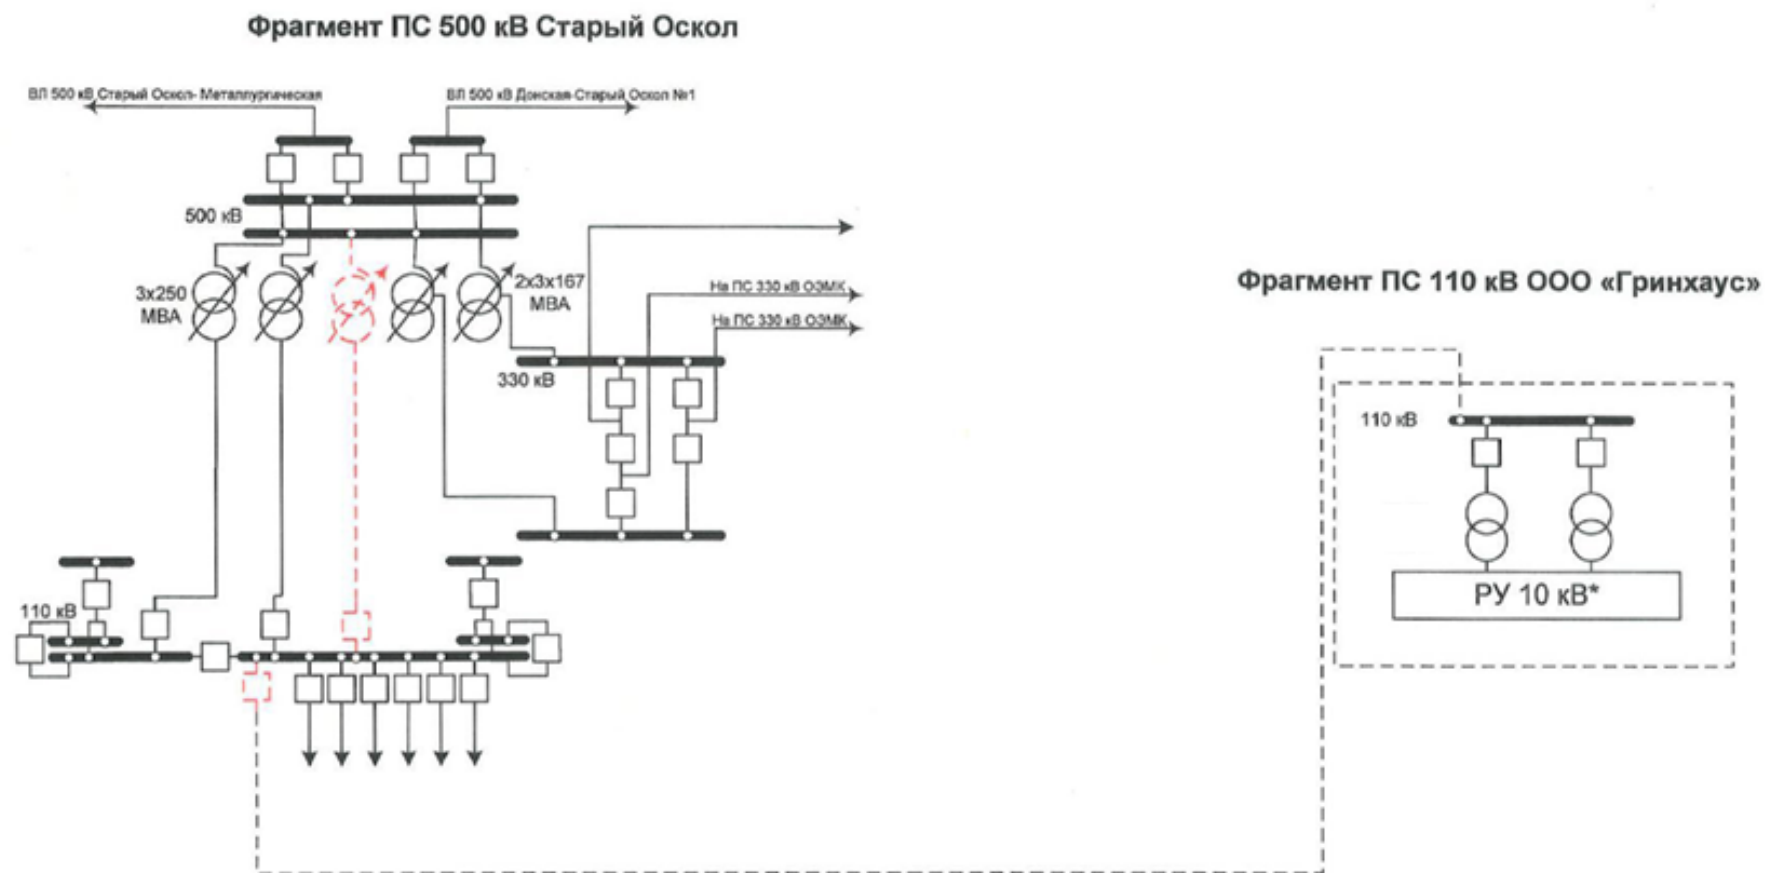 Фрагмент ПС 500 кВ Старый Оскол
ВЛ 500 кВ Старый Оскол- Металлургическая
ВЛ 500 кВ Донская-Старый Оскол №1
500 кВ
3x250
МВА
2x3x167
МВА
На ПС 330 кВ ОЭМК
На ПС 330 кВ ОЭМК
330 кВ
110 кВ
Фрагмент ПС 110 кВ ООО «Гринхаус»
110 кВ
РУ 10 кВ*